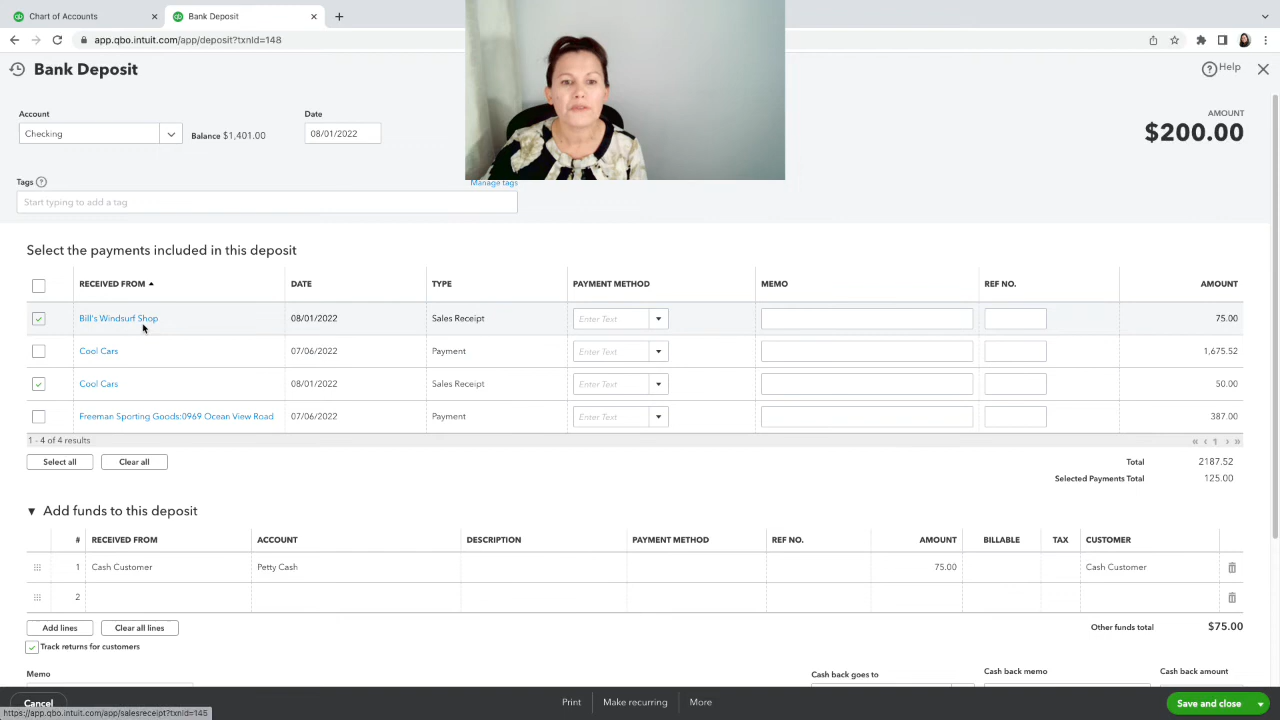 Chart of Accounts
Bank Deposit
app.qbo.intuit.com/app/deposit?txnId=148
Bank Deposit
Help
Account
Date
Checking
Balance $1,401.00
08/01/2022
AMOUNT
$200.00
Tags
Manage tags
Start typing to add a tag
Select the payments included in this deposit
RECEIVED FROM DATE TYPE PAYMENT METHOD MEMO REF NO. AMOUNT
Bill's Windsurf Shop 08/01/2022 Sales Receipt Enter Text 75.00
Cool Cars 07/06/2022 Payment Enter Text 1,675.52
Cool Cars 08/01/2022 Sales Receipt Enter Text 50.00
Freeman Sporting Goods:0969 Ocean View Road 07/06/2022 Payment Enter Text 387.00
1 - 4 of 4 results
« ‹ 1 › »
Select all Clear all
Total 2187.52
Selected Payments Total 125.00
Add funds to this deposit
# RECEIVED FROM ACCOUNT DESCRIPTION PAYMENT METHOD REF NO. AMOUNT BILLABLE TAX CUSTOMER
1 Cash Customer Petty Cash 75.00 Cash Customer
2
Add lines Clear all lines
Other funds total $75.00
Track returns for customers
Memo
Cash back goes to Cash back memo Cash back amount
Cancel Print Make recurring More Save and close
https://app.qbo.intuit.com/app/salesreceipt?txnId=145